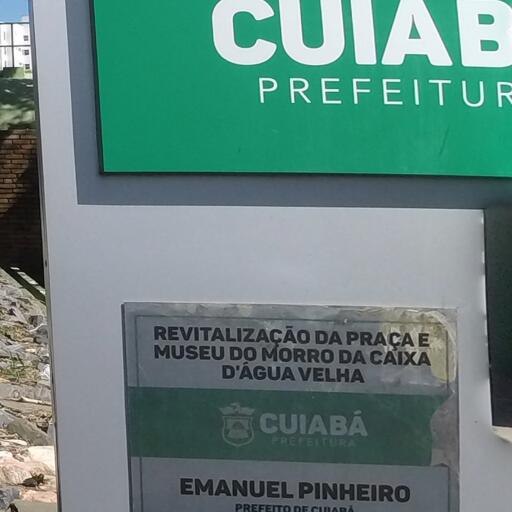 CUIAB
PREFEITUR
REVITALIZAÇÃO DA PRAÇA E
MUSEU DO MORRO DA CAIXA
D'ÁGUA VELHA
CUIABÁ
PREFEITURA
EMANUEL PINHEIRO
PREFEITO DE CUIABÁ